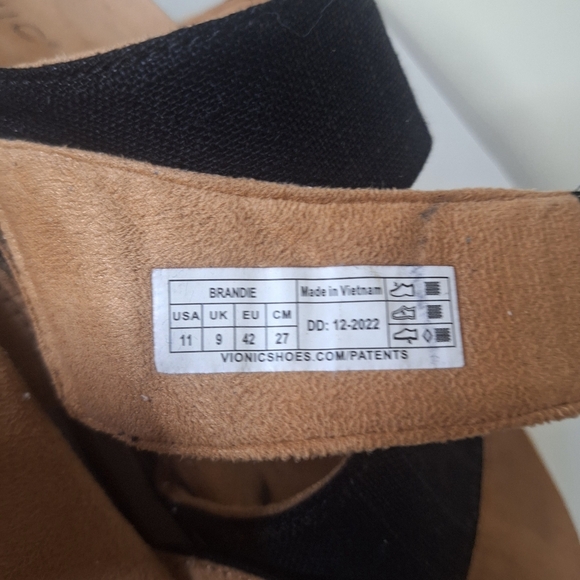 BRANDIE Made in Vietnam
USA UK EU CM DD: 12-2022
11 9 42 27
VIONICSHOES.COM/PATENTS